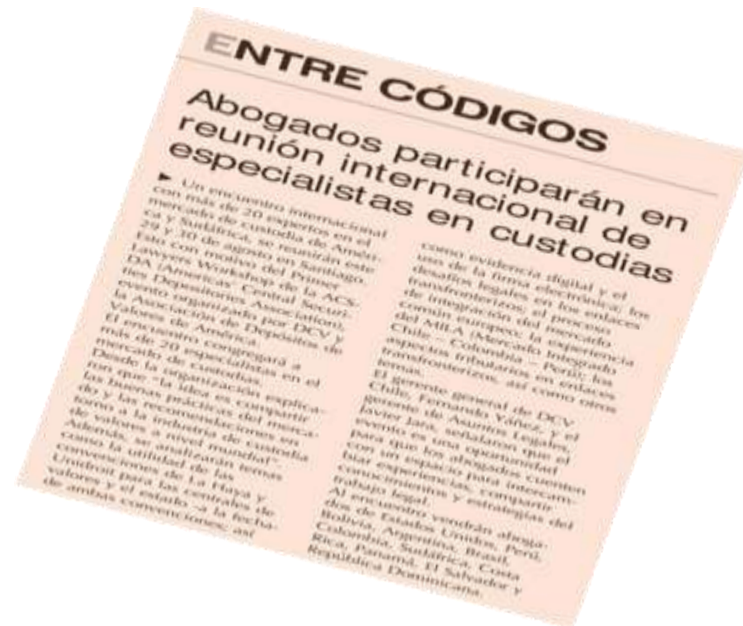 ENTRE CÓDIGOS
Abogados participarán en
reunión internacional de
especialistas en custodias
► Un encuentro internacional
con más de 20 expertos en el
mercado de custodia de Améri-
ca y Sudáfrica, se reunirán este
29 y 30 de agosto en Santiago.
Esto con motivo del Primer
Lawyers Workshop de la ACS-
DA (Americas' Central Securi-
ties Depositories Association),
evento organizado por DCV y
la Asociación de Depósitos de
Valores de América
El encuentro congregará a
más de 20 especialistas en el
mercado de custodias.
Desde la organización explica-
ron que "la idea es compartir
las buenas prácticas del merca-
do y las recomendaciones en
torno a la industria de custodia
de valores a nivel mundial".
Además, se analizarán temas
como la utilidad de las
convenciones de La Haya y
Unidroit para las centrales de
valores y el estado -a la fecha-
de ambas convenciones; así
como evidencia digital y el
uso de la firma electrónica; los
desafíos legales en los enlaces
transfronterizos; el proceso
de integración del mercado
común europeo; la experiencia
del MILA (Mercado Integrado
Chile – Colombia – Perú); los
aspectos tributarios en enlaces
transfronterizos, así como otros
temas.
El gerente general de DCV
Chile, Fernando Yáñez, y el
gerente de Asuntos Legales,
Javier Jara, señalaron que el
evento es una oportunidad
para que los abogados cuenten
con un espacio para intercam-
biar experiencias, compartir
conocimientos y estrategias del
trabajo legal.
Al encuentro vendrán aboga-
dos de Estados Unidos, Perú,
Bolivia, Argentina, Brasil,
Colombia, Sudáfrica, Costa
Rica, Panamá, El Salvador y
República Dominicana.